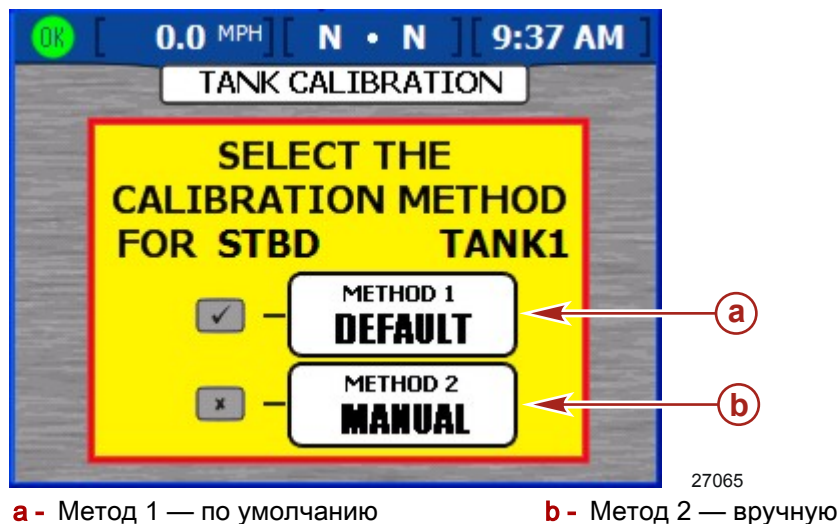 OK [ 0.0 MPH ] [ N • N ] [ 9:37 AM ]
TANK CALIBRATION
SELECT THE
CALIBRATION METHOD
FOR STBD TANK1
METHOD 1
✓ DEFAULT
a
METHOD 2
x MANUAL
b
27065
a - Метод 1 — по умолчанию b - Метод 2 — вручную